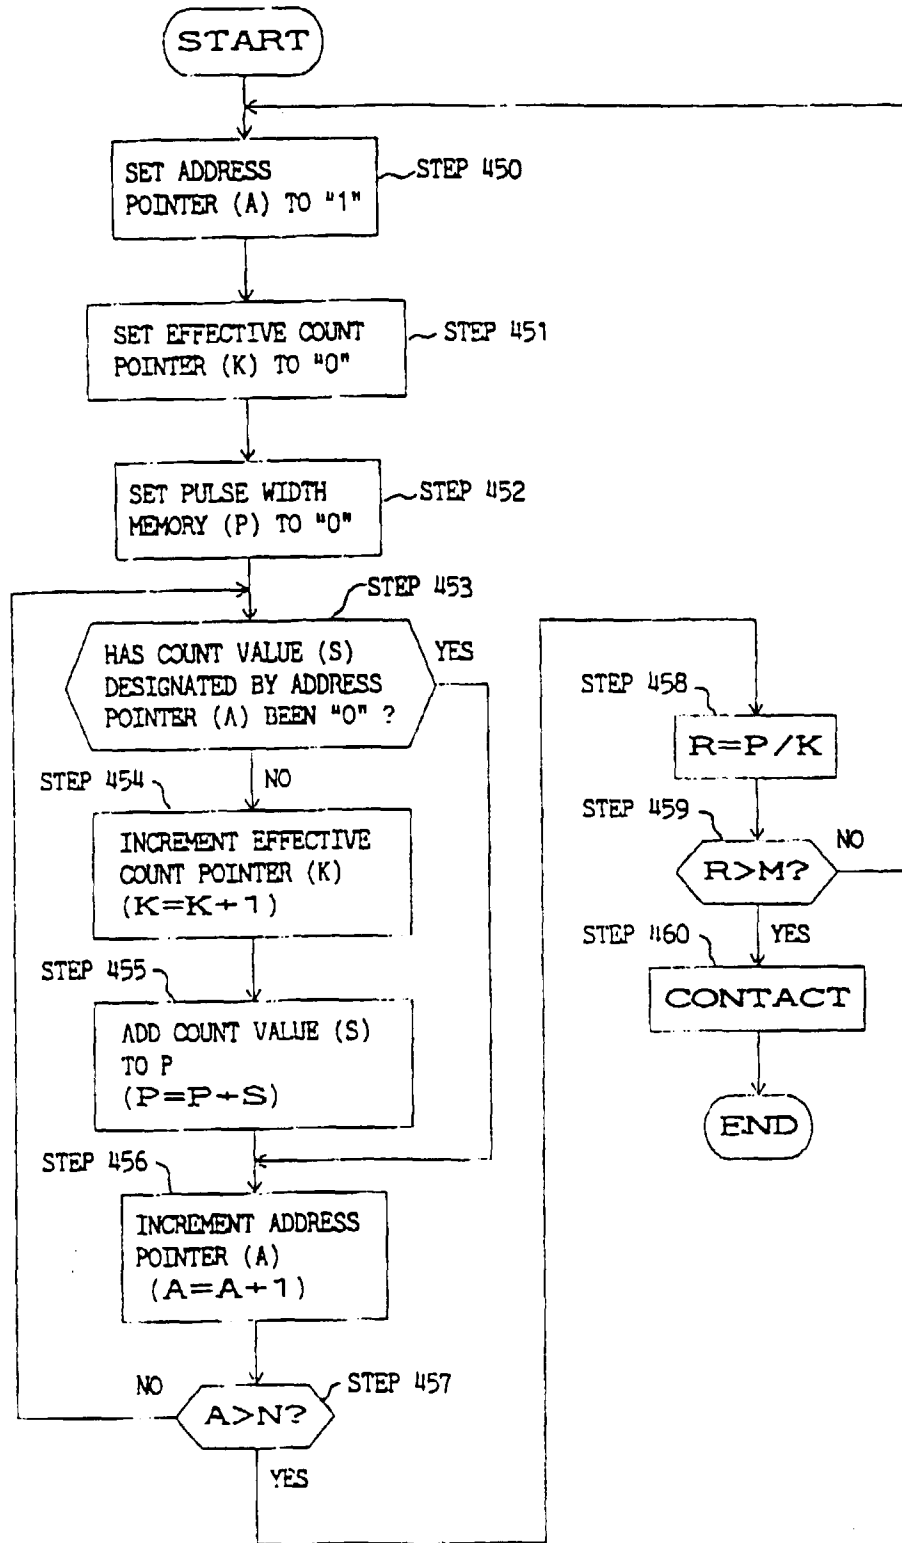 START
SET ADDRESS
POINTER (A) TO "1"
STEP 450
SET EFFECTIVE COUNT
POINTER (K) TO "0"
STEP 451
SET PULSE WIDTH
MEMORY (P) TO "0"
STEP 452
STEP 453
HAS COUNT VALUE (S)
DESIGNATED BY ADDRESS
POINTER (A) BEEN "0" ?
YES
NO
STEP 454
INCREMENT EFFECTIVE
COUNT POINTER (K)
(K=K+1)
STEP 455
ADD COUNT VALUE (S)
TO P
(P=P+S)
STEP 456
INCREMENT ADDRESS
POINTER (A)
(A=A+1)
NO
STEP 457
A>N?
YES
STEP 458
R=P/K
STEP 459
R>M?
NO
YES
STEP 460
CONTACT
END